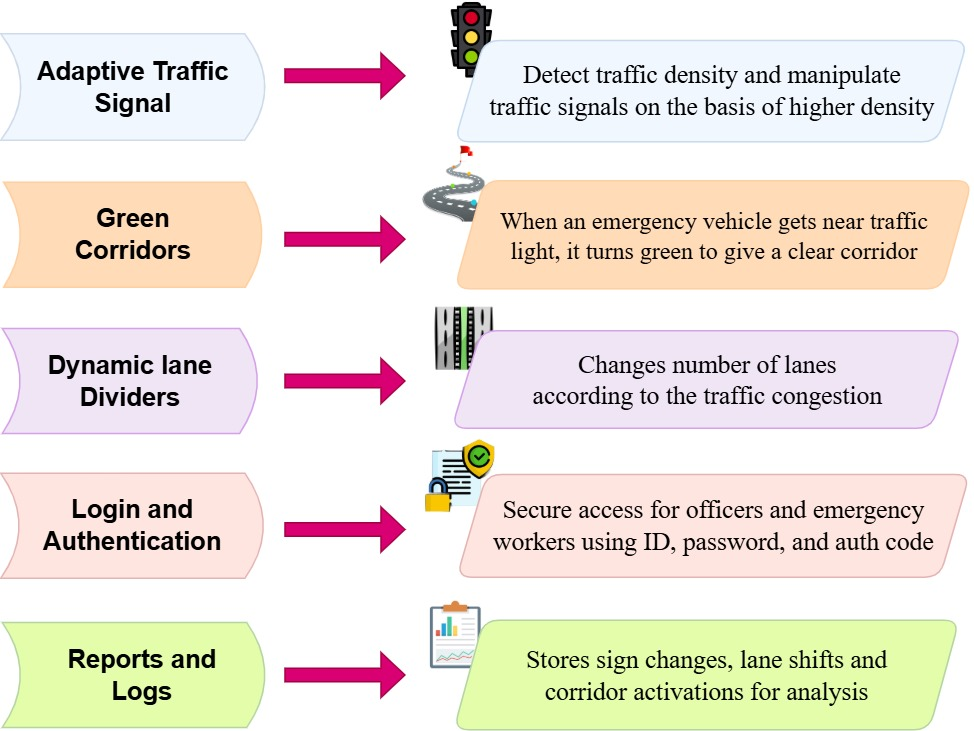 Adaptive Traffic
Signal
Detect traffic density and manipulate
traffic signals on the basis of higher density
Green
Corridors
When an emergency vehicle gets near traffic
light, it turns green to give a clear corridor
Dynamic lane
Dividers
Changes number of lanes
according to the traffic congestion
Login and
Authentication
Secure access for officers and emergency
workers using ID, password, and auth code
Reports and
Logs
Stores sign changes, lane shifts and
corridor activations for analysis